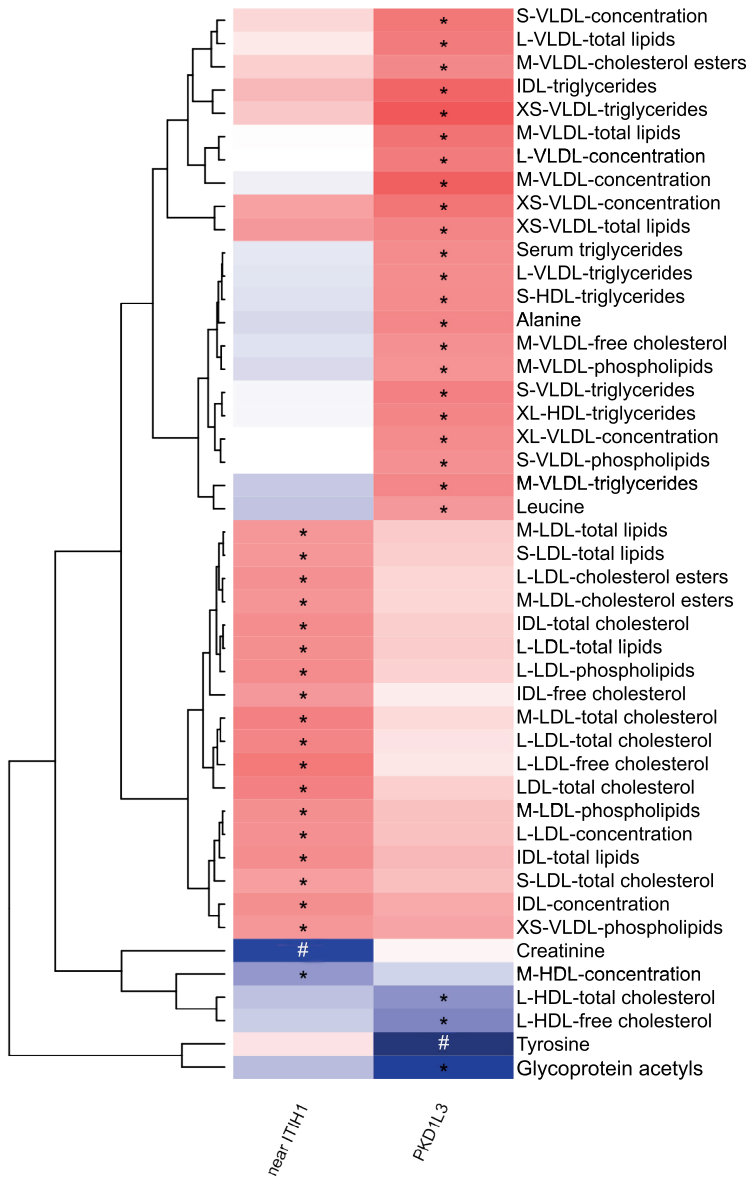 S-VLDL-concentration
*
L-VLDL-total lipids
*
M-VLDL-cholesterol esters
*
IDL-triglycerides
*
XS-VLDL-triglycerides
*
M-VLDL-total lipids
*
L-VLDL-concentration
*
M-VLDL-concentration
*
XS-VLDL-concentration
*
XS-VLDL-total lipids
*
Serum triglycerides
*
L-VLDL-triglycerides
*
S-HDL-triglycerides
*
Alanine
*
M-VLDL-free cholesterol
*
M-VLDL-phospholipids
*
S-VLDL-triglycerides
*
XL-HDL-triglycerides
*
XL-VLDL-concentration
*
S-VLDL-phospholipids
*
M-VLDL-triglycerides
*
Leucine
*
M-LDL-total lipids
*
S-LDL-total lipids
*
L-LDL-cholesterol esters
*
M-LDL-cholesterol esters
*
IDL-total cholesterol
*
L-LDL-total lipids
*
L-LDL-phospholipids
*
IDL-free cholesterol
*
M-LDL-total cholesterol
*
L-LDL-total cholesterol
*
L-LDL-free cholesterol
*
LDL-total cholesterol
*
M-LDL-phospholipids
*
L-LDL-concentration
*
IDL-total lipids
*
S-LDL-total cholesterol
*
IDL-concentration
*
XS-VLDL-phospholipids
*
Creatinine
#
M-HDL-concentration
*
L-HDL-total cholesterol
*
L-HDL-free cholesterol
*
Tyrosine
#
Glycoprotein acetyls
*
near ITIH1
PKD1L3